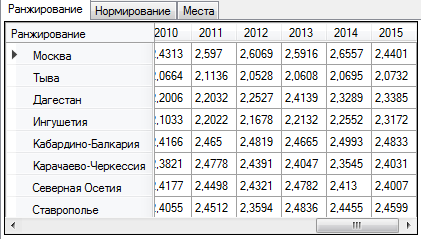 Ранжирование Нормирование Места
Ранжирование 2010 2011 2012 2013 2014 2015
Москва ,4313 2,597 2,6069 2,5916 2,6557 2,4401
Тыва ,0664 2,1136 2,0528 2,0608 2,0695 2,0732
Дагестан ,2006 2,2032 2,2527 2,4139 2,3289 2,3385
Ингушетия ,1033 2,2022 2,1678 2,2132 2,2552 2,3172
Кабардино-Балкария ,4166 2,465 2,4819 2,4665 2,4993 2,4833
Карачаево-Черкессия ,3821 2,4778 2,4391 2,4047 2,3545 2,4031
Северная Осетия ,4177 2,4498 2,4321 2,4782 2,413 2,4007
Ставрополье ,4055 2,4512 2,3594 2,4836 2,4455 2,4599